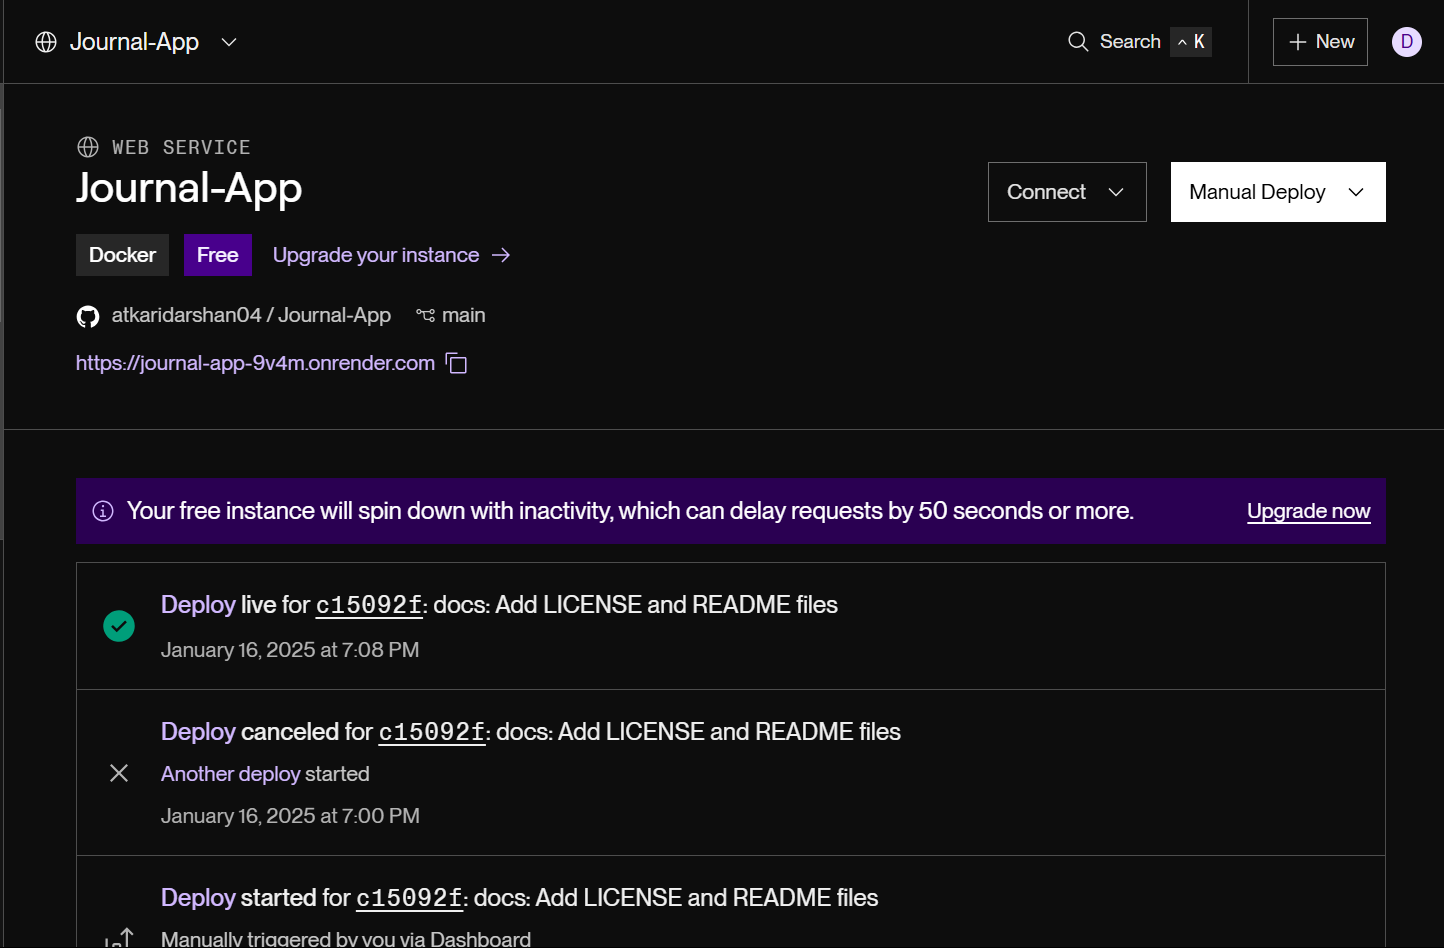 Journal-App
Search ^ K
+ New
D
WEB SERVICE
Journal-App
Connect
Manual Deploy
Docker
Free
Upgrade your instance →
atkaridarshan04 / Journal-App
main
https://journal-app-9v4m.onrender.com
Your free instance will spin down with inactivity, which can delay requests by 50 seconds or more.
Upgrade now
Deploy live for c15092f: docs: Add LICENSE and README files
January 16, 2025 at 7:08 PM
Deploy canceled for c15092f: docs: Add LICENSE and README files
Another deploy started
January 16, 2025 at 7:00 PM
Deploy started for c15092f: docs: Add LICENSE and README files
Manually triggered by you via Dashboard